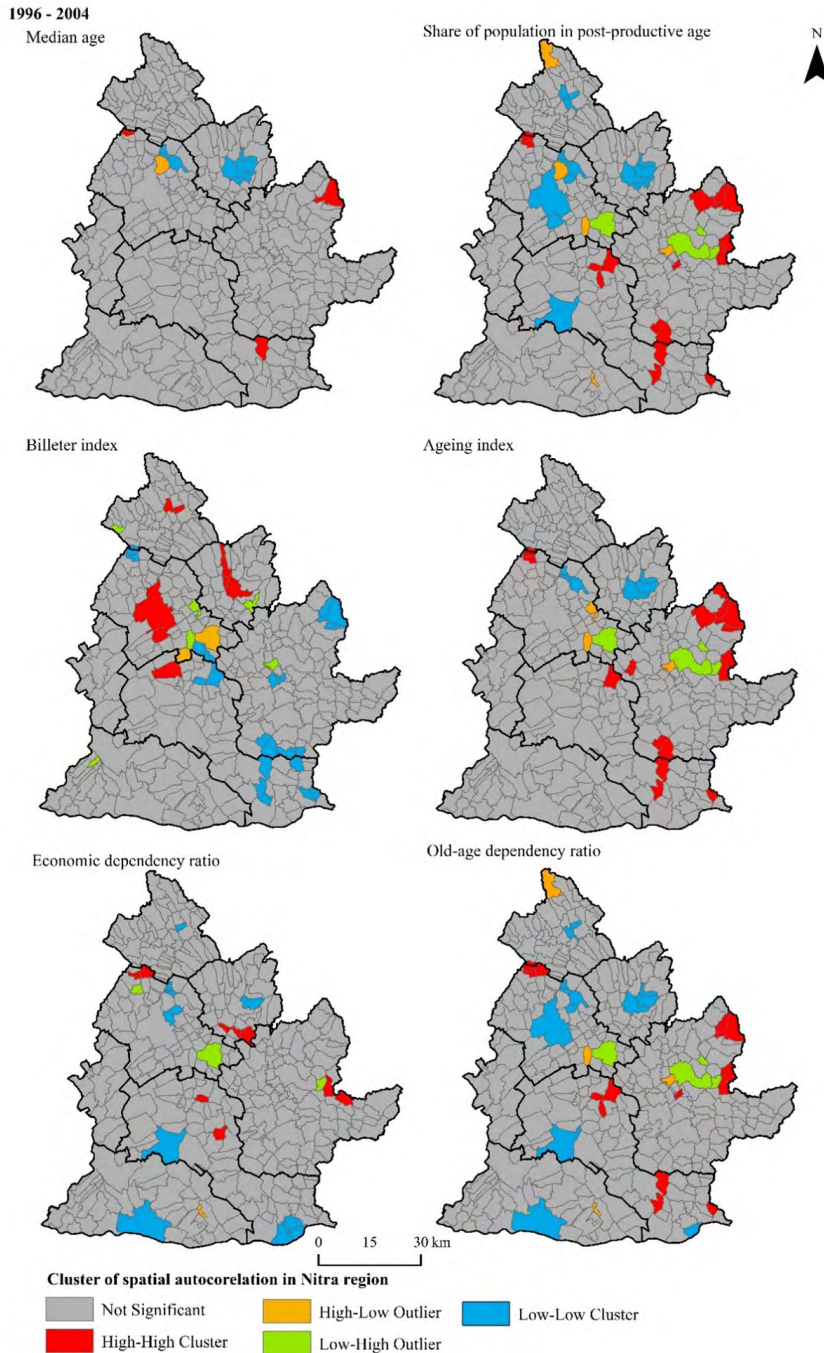 1996 - 2004
Median age
Share of population in post-productive age
N
Billeter index
Ageing index
Economic dependency ratio
Old-age dependency ratio
0 15 30 km
Cluster of spatial autocorelation in Nitra region
Not Significant
High-Low Outlier
Low-Low Cluster
High-High Cluster
Low-High Outlier